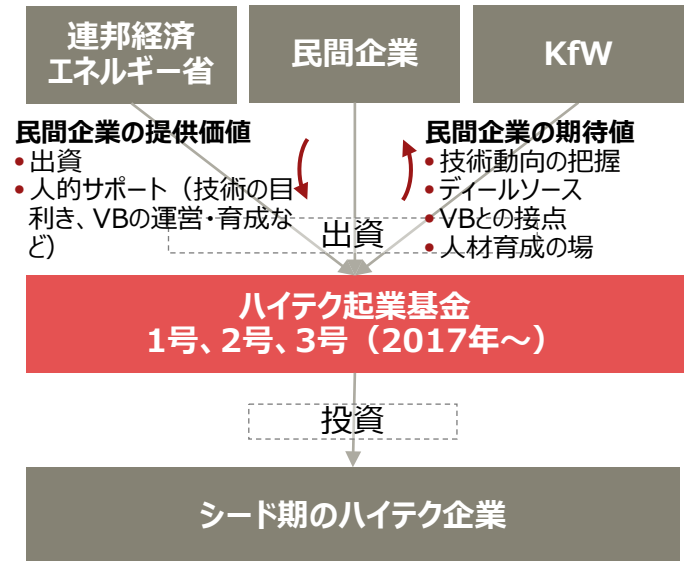 連邦経済
エネルギー省
民間企業
KfW
民間企業の提供価値
•出資
•人的サポート（技術の目
利き、VBの運営・育成な
ど）
民間企業の期待値
•技術動向の把握
•ディールソース
•VBとの接点
•人材育成の場
出資
ハイテク起業基金
1号、2号、3号（2017年～）
投資
シード期のハイテク企業